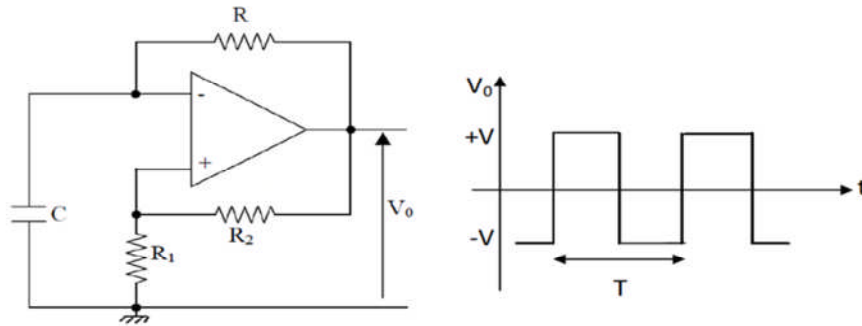 R
-
+
C
R₂
R₁
V₀
V₀
+V
t
-V
T